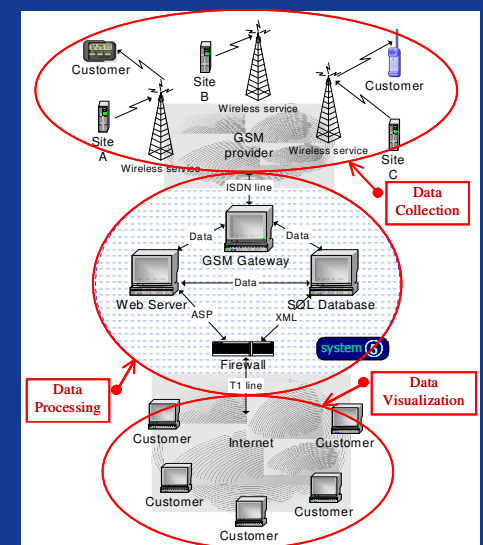 Customer
Site
B
Wireless service
Customer
Site
A
Wireless service
GSM
provider
Wireless service
Site
C
ISDN line
Data
Collection
Data
Data
GSM Gateway
Data
Web Server
SQL Database
ASP
XML
system 5
Firewall
T1 line
Data
Processing
Data
Visualization
Customer
Internet
Customer
Customer
Customer
Customer